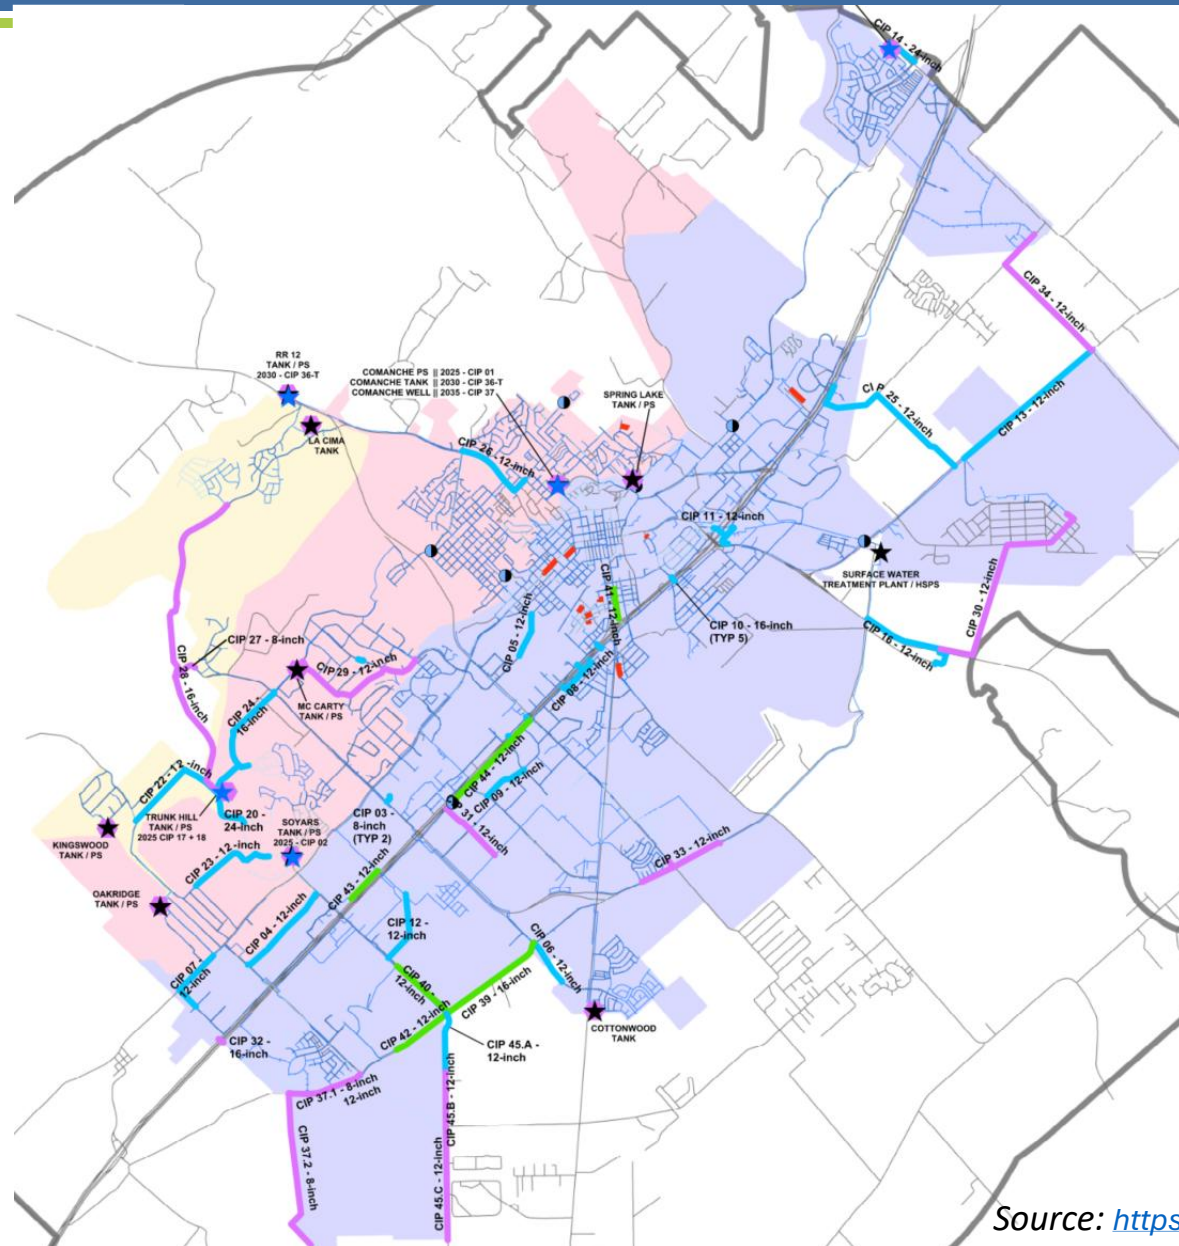 CIP 14 - 24-inch
CIP 34 - 12-inch
RR 12
TANK / PS
2030 - CIP 36-T
COMANCHE PS || 2025 - CIP 01
COMANCHE TANK || 2030 - CIP 36-T
COMANCHE WELL || 2035 - CIP 37
SPRING LAKE
TANK / PS
CIP 25 - 12-inch
CIP 13 - 12-inch
LA CIMA
TANK
CIP 26 - 12-inch
CIP 11 - 12-inch
SURFACE WATER
TREATMENT PLANT / HSPS
CIP 41 - 12-inch
CIP 30 - 12-inch
CIP 05 - 12-inch
CIP 10 - 16-inch
(TYP 5)
CIP 16 - 12-inch
CIP 27 - 8-inch
CIP 28 - 16-inch
CIP 29 - 12-inch
CIP 08 - 12-inch
MC CARTY
TANK / PS
CIP 24 -
16-inch
CIP 22 - 12 -inch
CIP 44 - 12-inch
CIP 09 - 12-inch
TRUNK HILL
TANK / PS
2025 CIP 17 + 18
CIP 20 -
24-inch
SOYARS
TANK / PS
2025 - CIP 02
CIP 03 -
8-inch
(TYP 2)
CIP 31 - 12-inch
KINGSWOOD
TANK / PS
CIP 23 - 12 -inch
CIP 33 - 12-inch
CIP 43 - 12-inch
OAKRIDGE
TANK / PS
CIP 04 - 12-inch
CIP 12 -
12-inch
CIP 06 - 12-inch
CIP 07 -
12-inch
CIP 40 -
12-inch
CIP 39 - 16-inch
CIP 42 - 12-inch
COTTONWOOD
TANK
CIP 32 -
16-inch
CIP 45.A -
12-inch
CIP 37.1 - 8-inch
12-inch
CIP 45.B - 12-inch
CIP 37.2 - 8-inch
CIP 45.C - 12-inch
Source: https